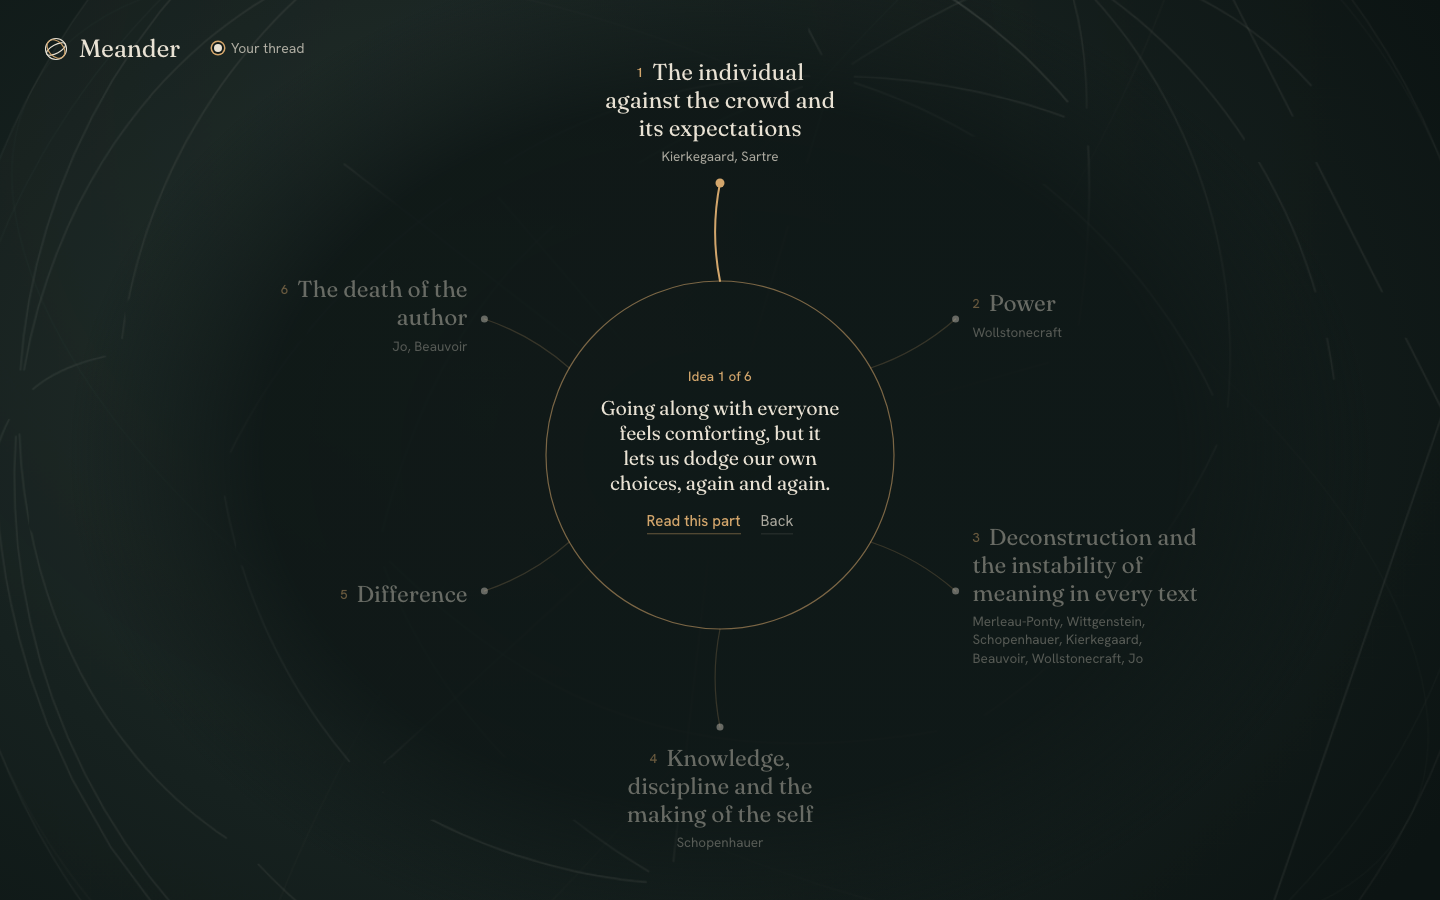 Meander
Your thread
1 The individual
against the crowd and
its expectations
Kierkegaard, Sartre
6 The death of the
author
Jo, Beauvoir
2 Power
Wollstonecraft
Idea 1 of 6
Going along with everyone
feels comforting, but it
lets us dodge our own
choices, again and again.
Read this part Back
5 Difference
3 Deconstruction and
the instability of
meaning in every text
Merleau-Ponty, Wittgenstein,
Schopenhauer, Kierkegaard,
Beauvoir, Wollstonecraft, Jo
4 Knowledge,
discipline and the
making of the self
Schopenhauer